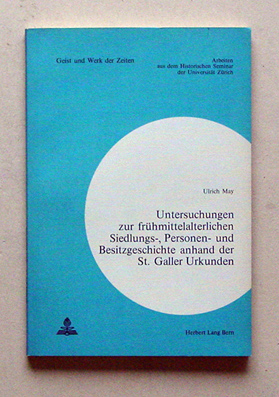 Geist und Werk der Zeiten
Arbeiten
aus dem Historischen Seminar
der Universität Zürich
Ulrich May
Untersuchungen
zur frühmittelalterlichen
Siedlungs-, Personen- und
Besitzgeschichte anhand der
St. Galler Urkunden
Herbert Lang Bern